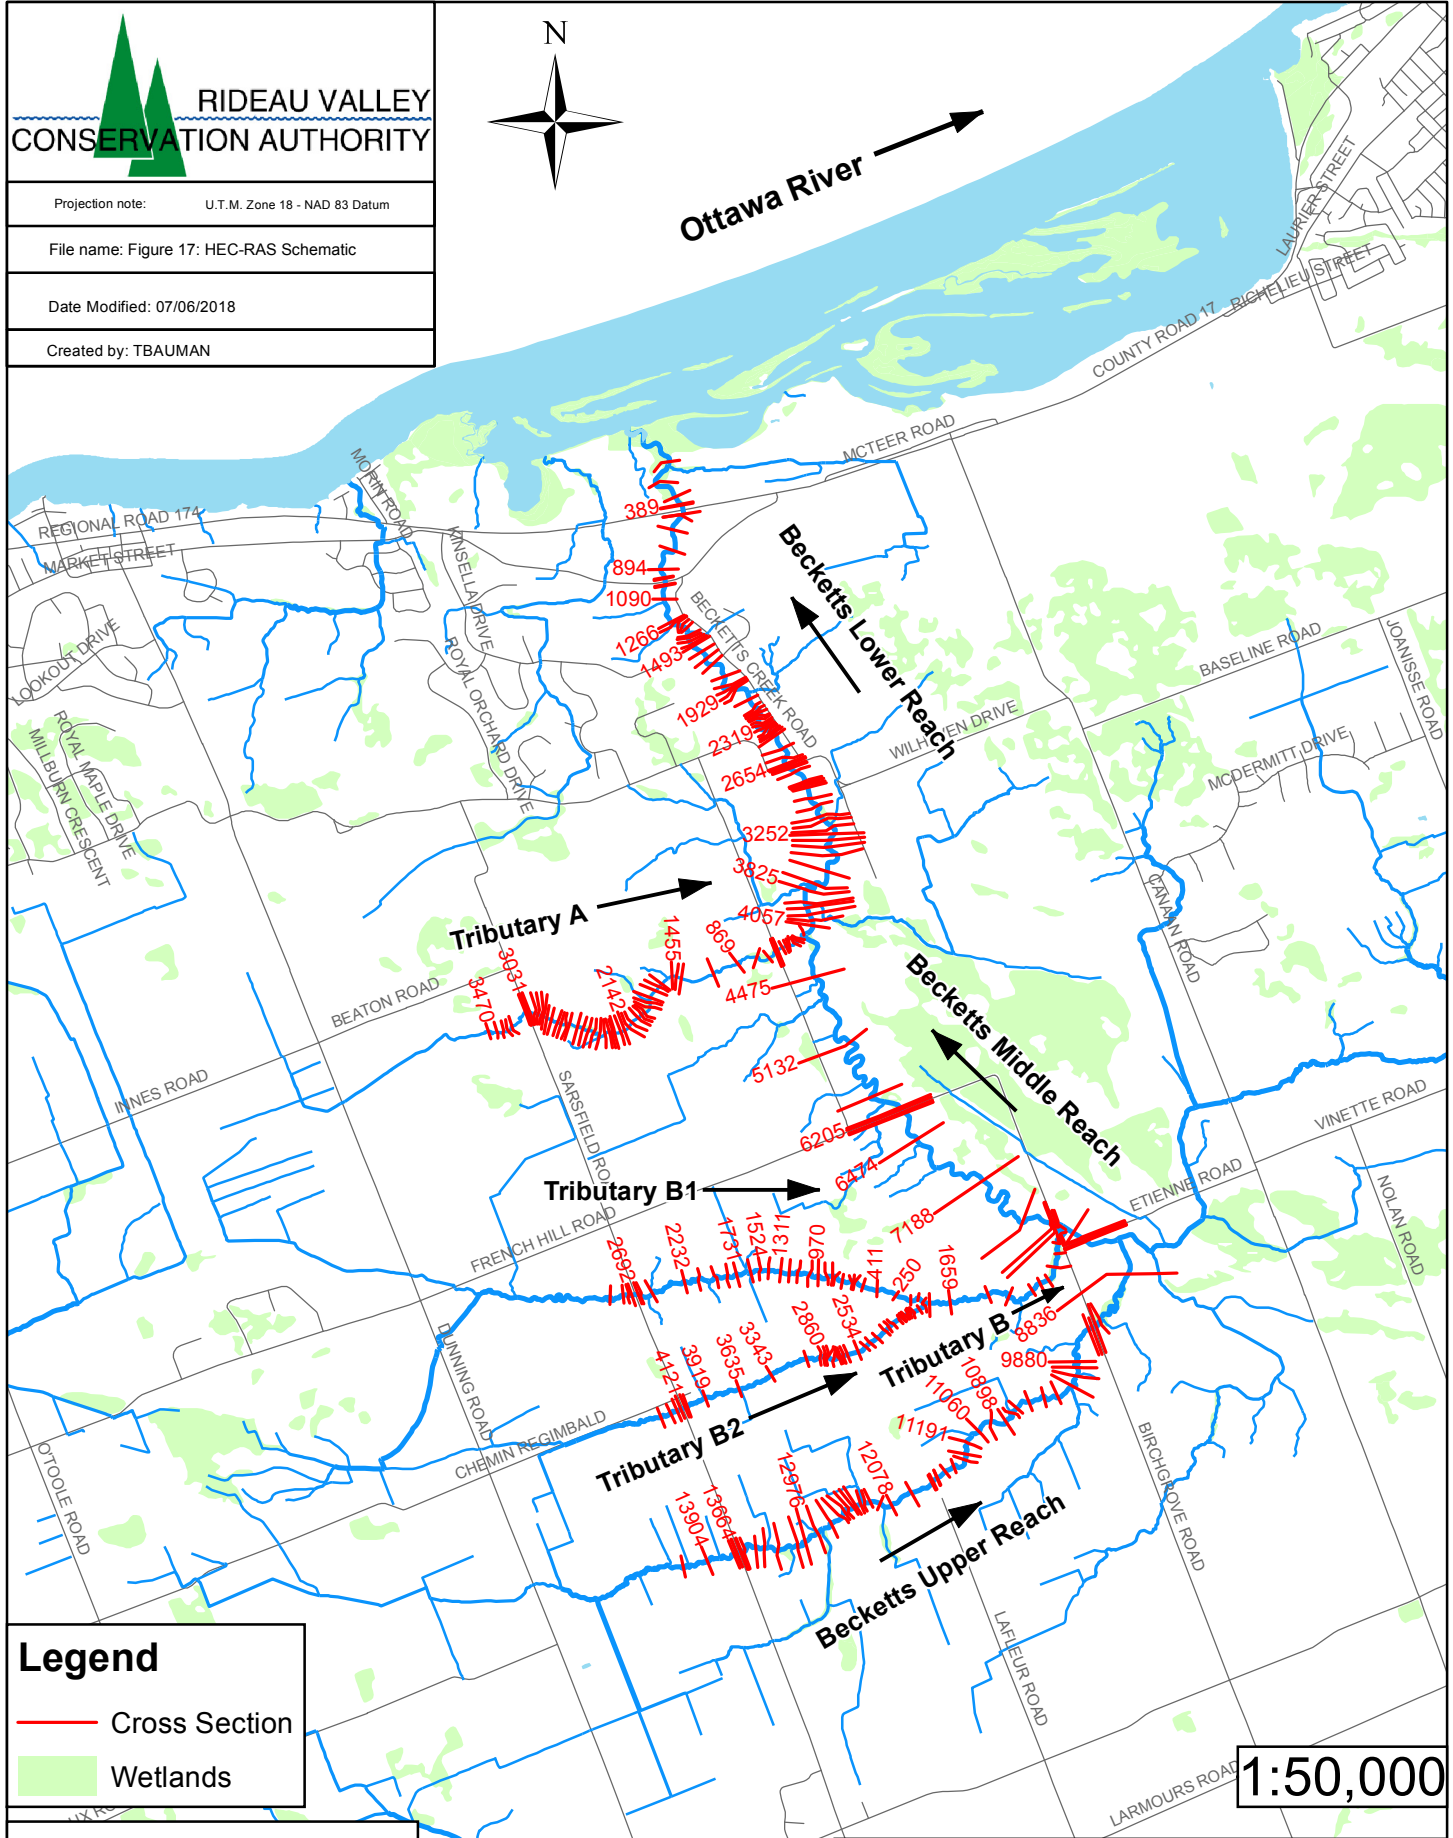 RIDEAU VALLEY
CONSERVATION AUTHORITY
Projection note: U.T.M. Zone 18 - NAD 83 Datum
File name: Figure 17: HEC-RAS Schematic
Date Modified: 07/06/2018
Created by: TBAUMAN
N
Ottawa River
LAURIER STREET
RICHELIEU STREET
COUNTY ROAD 17
MCTEER ROAD
MORIN ROAD
REGIONAL ROAD 174
MARKET STREET
KINSELLA DRIVE
389
894
1090
1266
1493
1929
2319
2654
3252
3825
4057
4475
5132
6205
6474
7188
8836
9880
10898
11060
11191
12078
12976
13664
13904
BECKETTS CREEK ROAD
Becketts Lower Reach
LOOKOUT DRIVE
ROYAL ORCHARD DRIVE
ROYAL MAPLE DRIVE
MILLBURN CRESCENT
BASELINE ROAD
JOANISSE ROAD
WILHAVEN DRIVE
MCDERMITT DRIVE
CANAAN ROAD
Tributary A
869
1455
2142
3031
3470
BEATON ROAD
INNES ROAD
SARSFIELD RO
Becketts Middle Reach
VINETTE ROAD
ETIENNE ROAD
NOLAN ROAD
Tributary B1
FRENCH HILL ROAD
2692
2232
1731
1524
1311
970
411
250
1659
Tributary B
2534
2860
3343
3635
3919
4121
Tributary B2
DUNNING ROAD
CHEMIN REGIMBALD
O'TOOLE ROAD
BIRCHGROVE ROAD
Becketts Upper Reach
LAFLEUR ROAD
LARMOURS ROAD
Legend
Cross Section
Wetlands
1:50,000